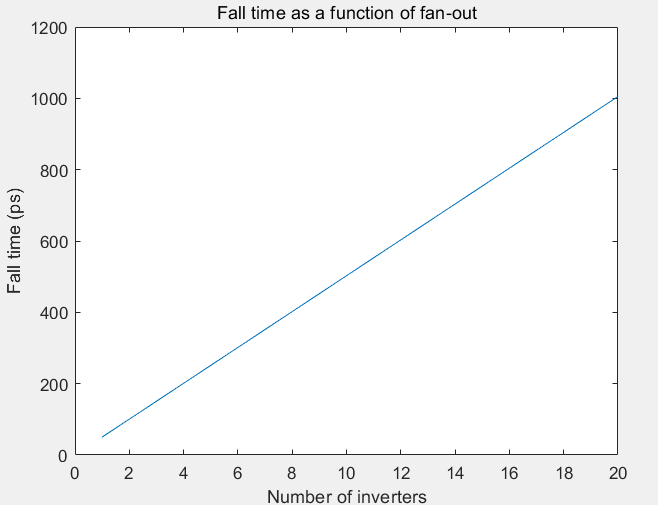 Fall time as a function of fan-out
Fall time (ps)
1200
1000
800
600
400
200
0
0 2 4 6 8 10 12 14 16 18 20
Number of inverters